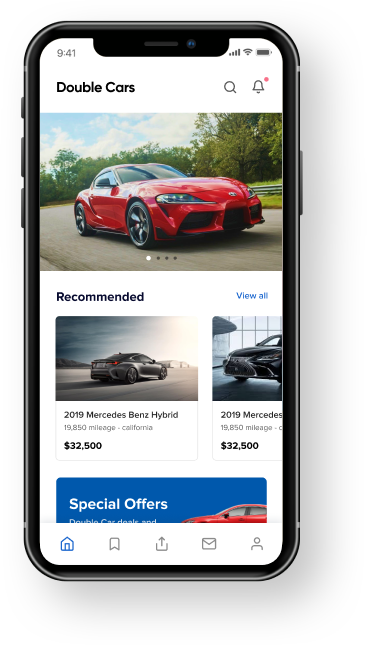 9:41
Double Cars
Recommended
View all
2019 Mercedes Benz Hybrid
19,850 mileage - california
$32,500
2019 Mercedes
19,850 mileage - c
$32,500
Special Offers
Double Car deals and